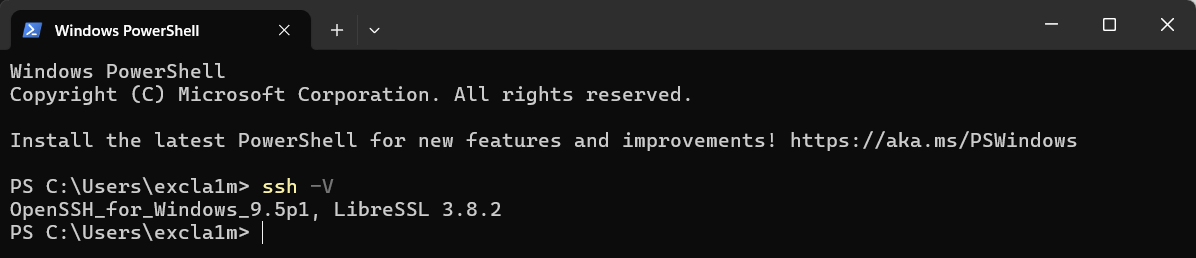 Windows PowerShell
Windows PowerShell
Copyright (C) Microsoft Corporation. All rights reserved.
Install the latest PowerShell for new features and improvements! https://aka.ms/PSWindows
PS C:\Users\excla1m> ssh -V
OpenSSH_for_Windows_9.5p1, LibreSSL 3.8.2
PS C:\Users\excla1m>